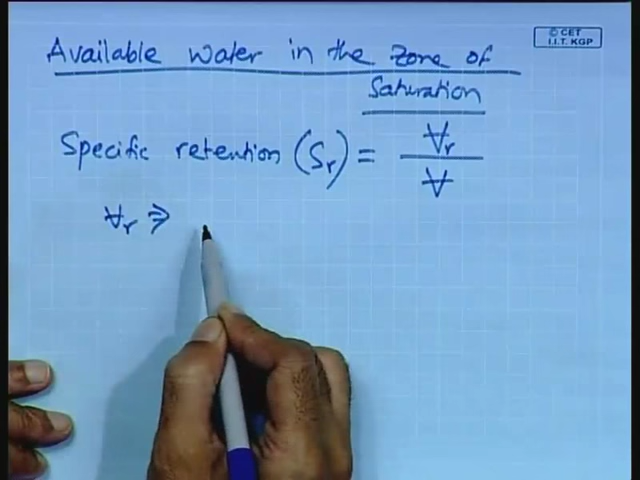 © CET
I.I.T. KGP
Available water in the zone of
Saturation
Specific retention (Sr) = ∀r / ∀
∀r ⇒